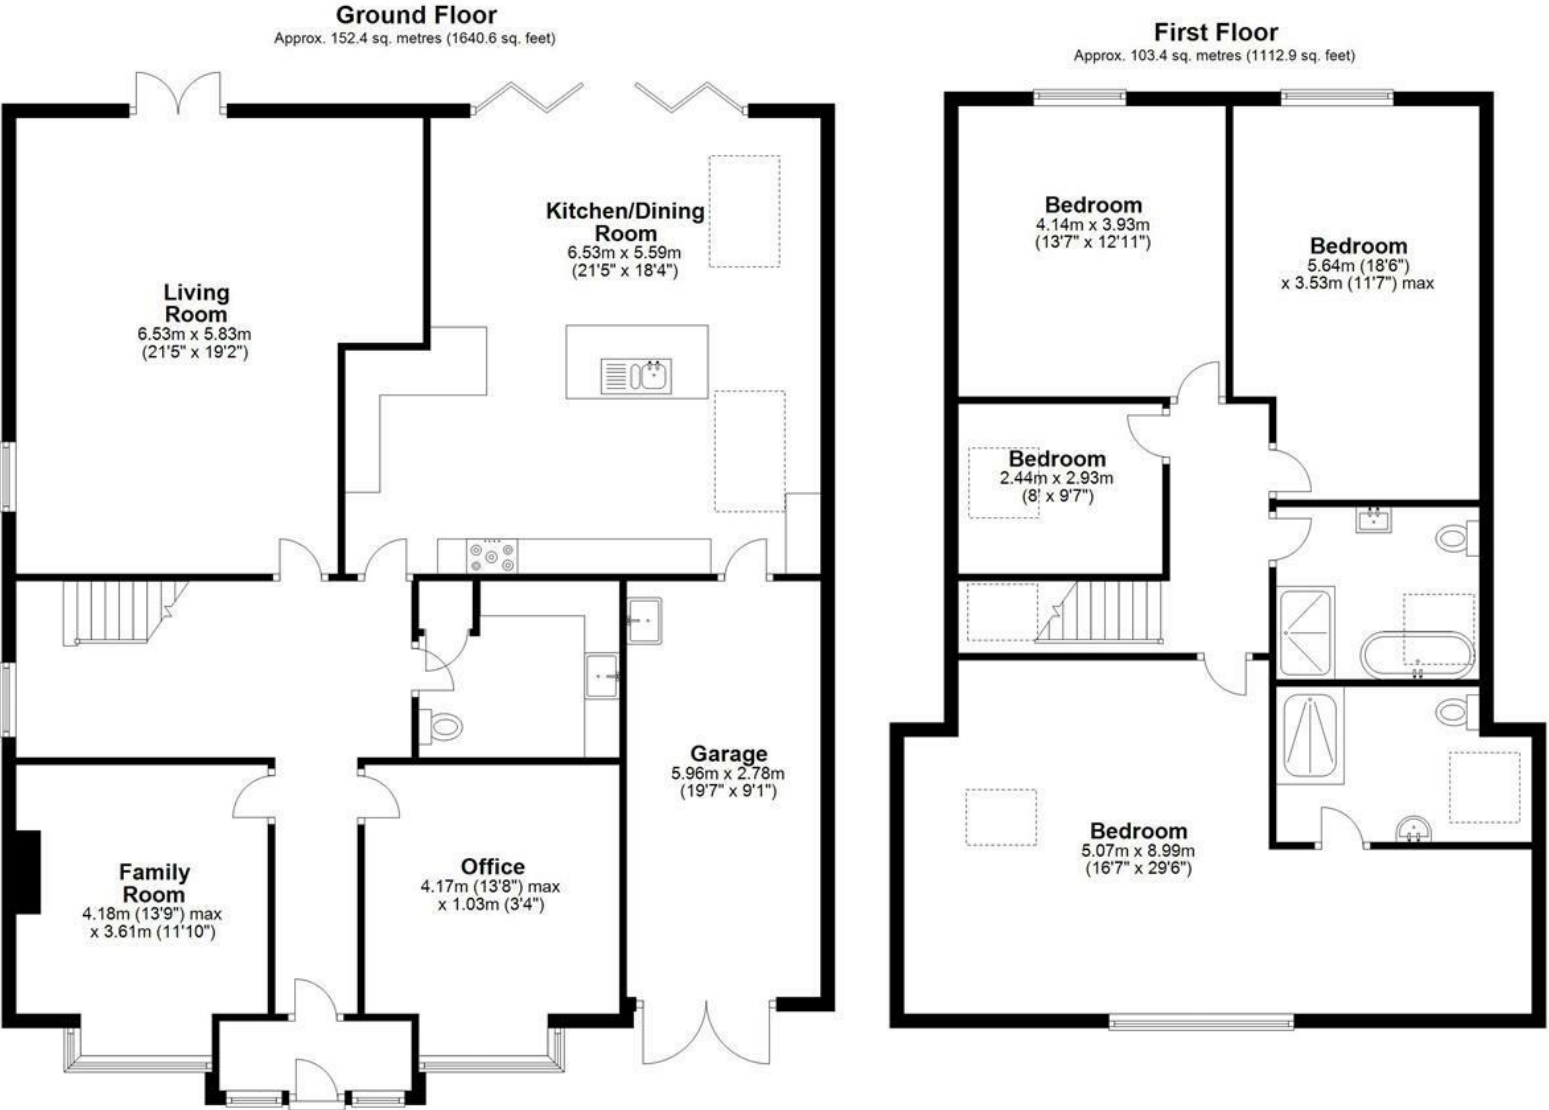 Ground Floor
Approx. 152.4 sq. metres (1640.6 sq. feet)
Living
Room
6.53m x 5.83m
(21'5" x 19'2")
Kitchen/Dining
Room
6.53m x 5.59m
(21'5" x 18'4")
Garage
5.96m x 2.78m
(19'7" x 9'1")
Family
Room
4.18m (13'9") max
x 3.61m (11'10")
Office
4.17m (13'8") max
x 1.03m (3'4")
First Floor
Approx. 103.4 sq. metres (1112.9 sq. feet)
Bedroom
4.14m x 3.93m
(13'7" x 12'11")
Bedroom
5.64m (18'6")
x 3.53m (11'7") max
Bedroom
2.44m x 2.93m
(8' x 9'7")
Bedroom
5.07m x 8.99m
(16'7" x 29'6")